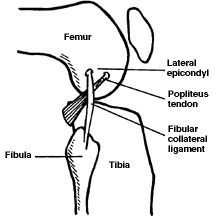 Femur
Lateral
epicondyl
Popliteus
tendon
Fibular
collateral
ligament
Fibula
Tibia